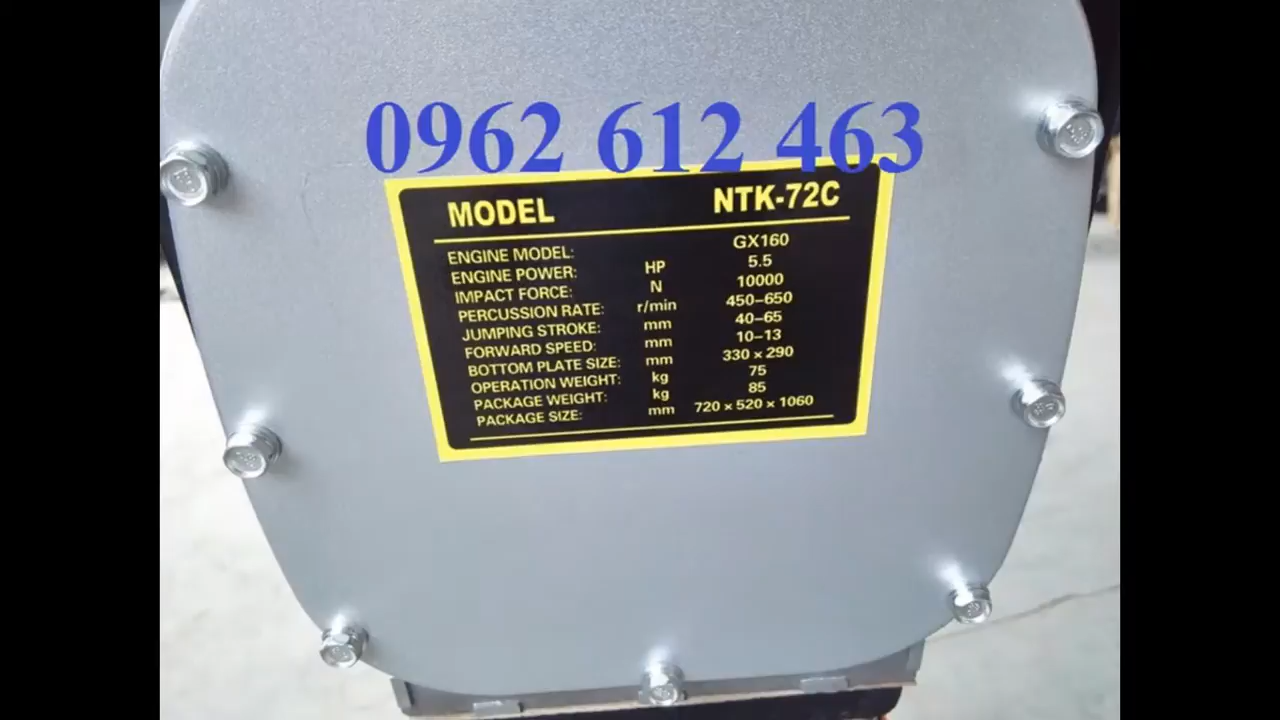 0962 612 463
MODEL NTK-72C
ENGINE MODEL: GX160
ENGINE POWER: HP 5.5
IMPACT FORCE: N 10000
PERCUSSION RATE: r/min 450-650
JUMPING STROKE: mm 40-65
FORWARD SPEED: mm 10-13
BOTTOM PLATE SIZE: mm 330 × 290
OPERATION WEIGHT: kg 75
PACKAGE WEIGHT: kg 85
PACKAGE SIZE: mm 720 × 520 × 1060